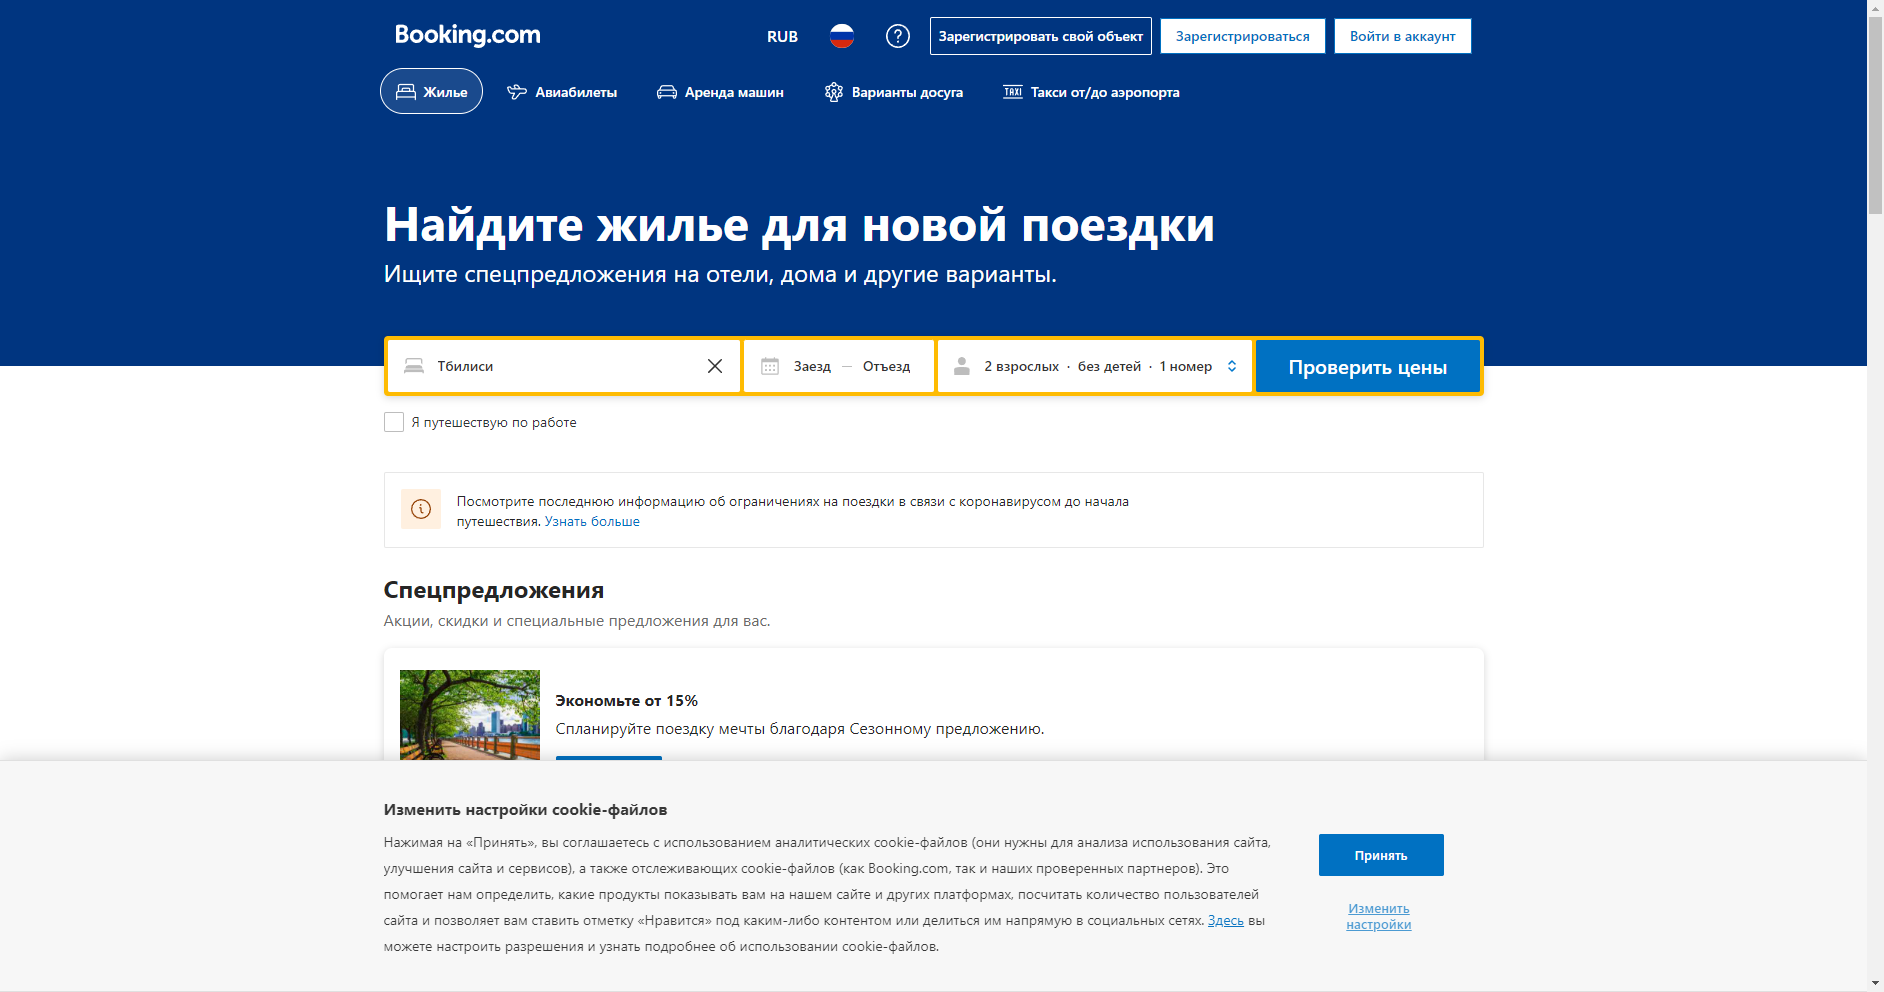 Booking.com
RUB
Зарегистрировать свой объект
Зарегистрироваться
Войти в аккаунт
Жилье
Авиабилеты
Аренда машин
Варианты досуга
TAXI Такси от/до аэропорта
Найдите жилье для новой поездки
Ищите спецпредложения на отели, дома и другие варианты.
Тбилиси
Заезд — Отъезд
2 взрослых · без детей · 1 номер
Проверить цены
Я путешествую по работе
Посмотрите последнюю информацию об ограничениях на поездки в связи с коронавирусом до начала
путешествия. Узнать больше
Спецпредложения
Акции, скидки и специальные предложения для вас.
Экономьте от 15%
Спланируйте поездку мечты благодаря Сезонному предложению.
Изменить настройки cookie-файлов
Нажимая на «Принять», вы соглашаетесь с использованием аналитических cookie-файлов (они нужны для анализа использования сайта,
улучшения сайта и сервисов), а также отслеживающих cookie-файлов (как Booking.com, так и наших проверенных партнеров). Это
помогает нам определить, какие продукты показывать вам на нашем сайте и других платформах, посчитать количество пользователей
сайта и позволяет вам ставить отметку «Нравится» под каким-либо контентом или делиться им напрямую в социальных сетях. Здесь вы
можете настроить разрешения и узнать подробнее об использовании cookie-файлов.
Принять
Изменить
настройки